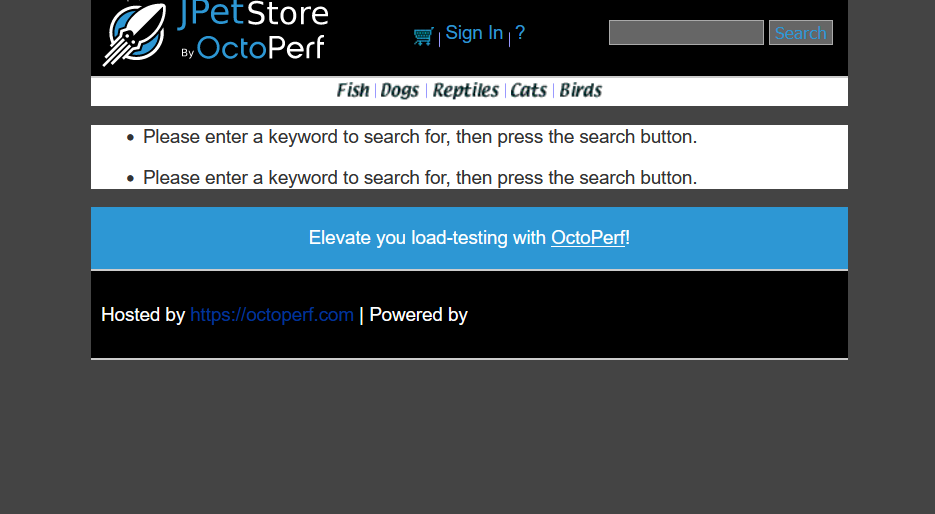 JPetStore
By OctoPerf
Sign In | ?
Search
Fish | Dogs | Reptiles | Cats | Birds
Please enter a keyword to search for, then press the search button.
Please enter a keyword to search for, then press the search button.
Elevate you load-testing with OctoPerf!
Hosted by https://octoperf.com | Powered by